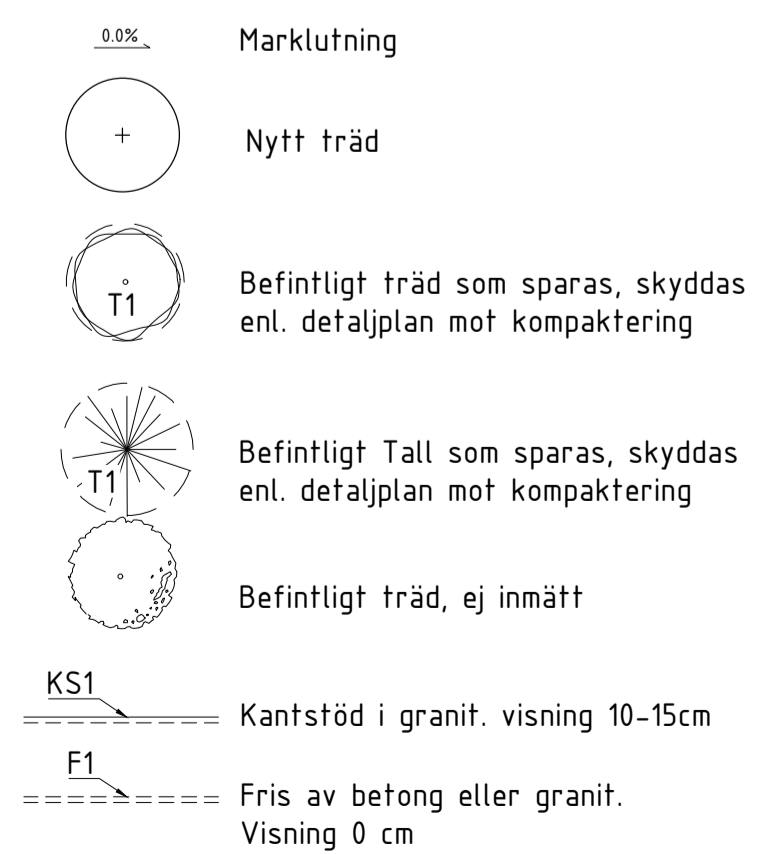 0.0% Marklutning
Nytt träd
Befintligt träd som sparas, skyddas
T1
enl. detaljplan mot kompaktering
Befintligt Tall som sparas, skyddas
T1 enl. detaljplan mot kompaktering
Befintligt träd, ej inmätt
KS1
Kantstöd i granit. visning 10-15cm
F1
Fris av betong eller granit.
Visning 0 cm